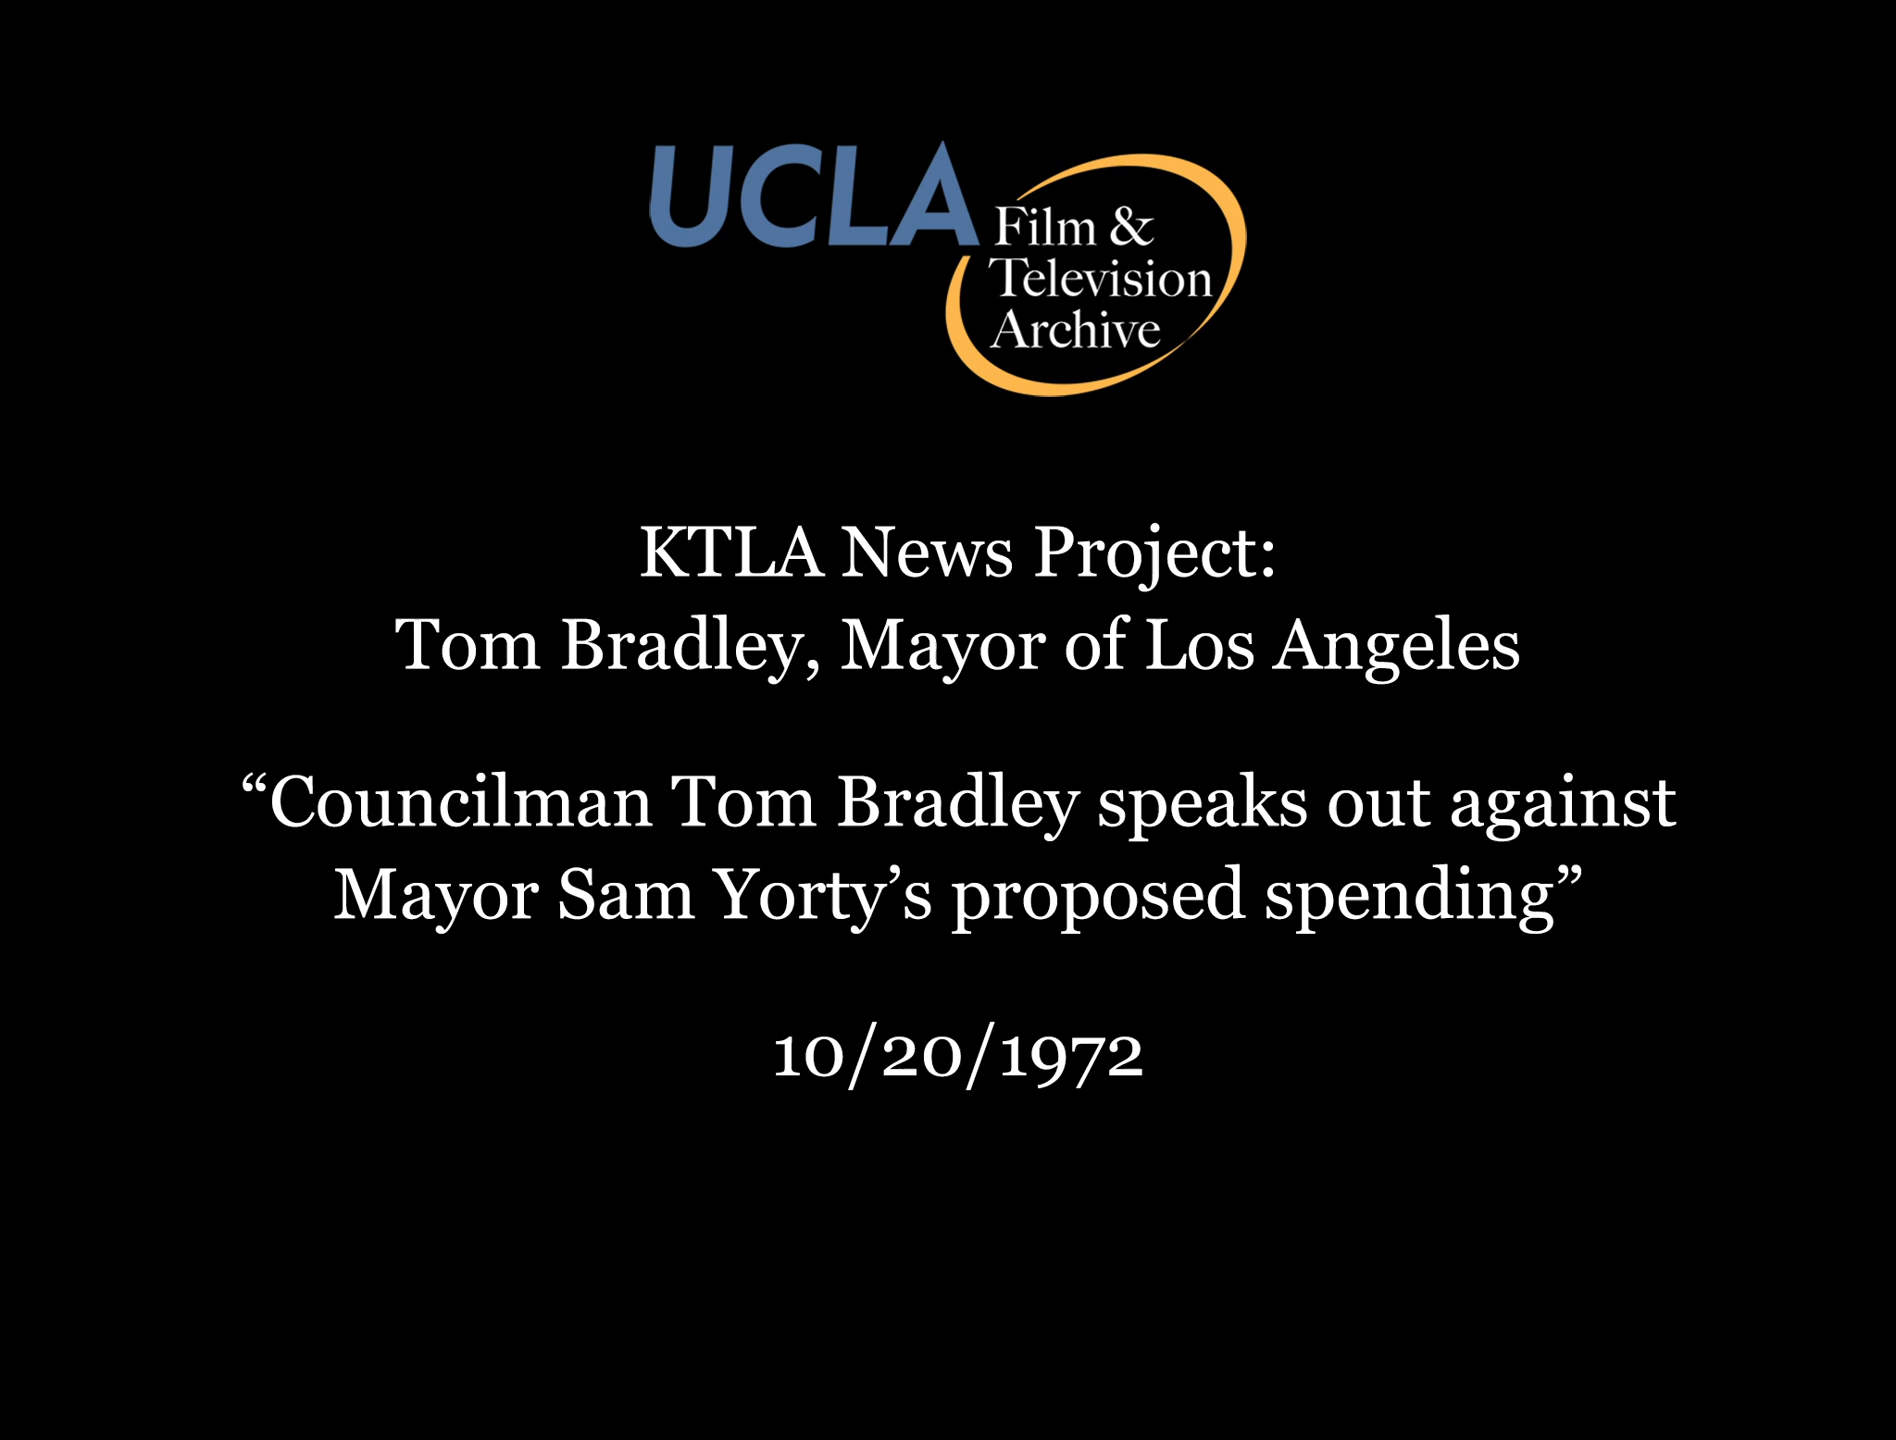 UCLA
Film &
Television
Archive
KTLA News Project:
Tom Bradley, Mayor of Los Angeles
“Councilman Tom Bradley speaks out against
Mayor Sam Yorty’s proposed spending”
10/20/1972